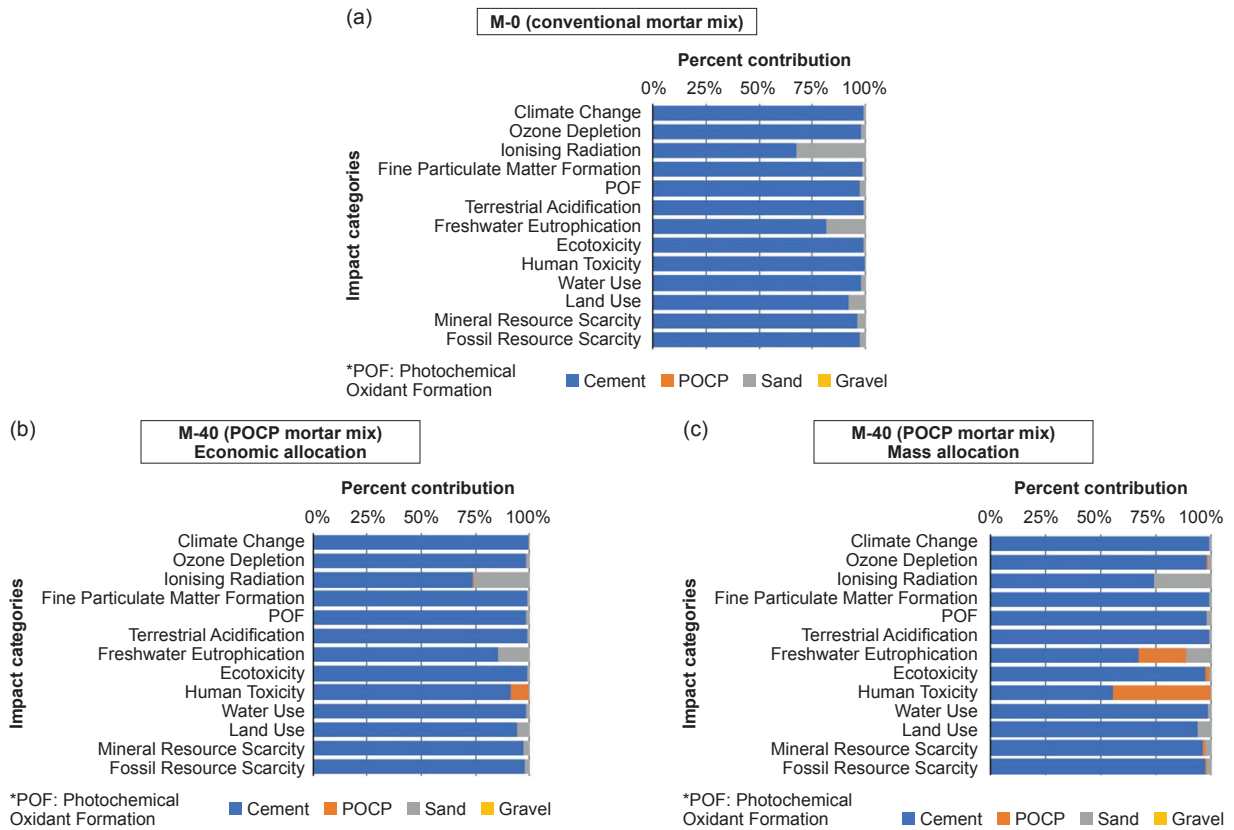 (a)
M-0 (conventional mortar mix)
Percent contribution
0% 25% 50% 75% 100%
Impact categories
Climate Change
Ozone Depletion
Ionising Radiation
Fine Particulate Matter Formation
POF
Terrestrial Acidification
Freshwater Eutrophication
Ecotoxicity
Human Toxicity
Water Use
Land Use
Mineral Resource Scarcity
Fossil Resource Scarcity
*POF: Photochemical
Oxidant Formation
Cement POCP Sand Gravel
(b)
M-40 (POCP mortar mix)
Economic allocation
Percent contribution
0% 25% 50% 75% 100%
Impact categories
Climate Change
Ozone Depletion
Ionising Radiation
Fine Particulate Matter Formation
POF
Terrestrial Acidification
Freshwater Eutrophication
Ecotoxicity
Human Toxicity
Water Use
Land Use
Mineral Resource Scarcity
Fossil Resource Scarcity
*POF: Photochemical
Oxidant Formation
Cement POCP Sand Gravel
(c)
M-40 (POCP mortar mix)
Mass allocation
Percent contribution
0% 25% 50% 75% 100%
Impact categories
Climate Change
Ozone Depletion
Ionising Radiation
Fine Particulate Matter Formation
POF
Terrestrial Acidification
Freshwater Eutrophication
Ecotoxicity
Human Toxicity
Water Use
Land Use
Mineral Resource Scarcity
Fossil Resource Scarcity
*POF: Photochemical
Oxidant Formation
Cement POCP Sand Gravel